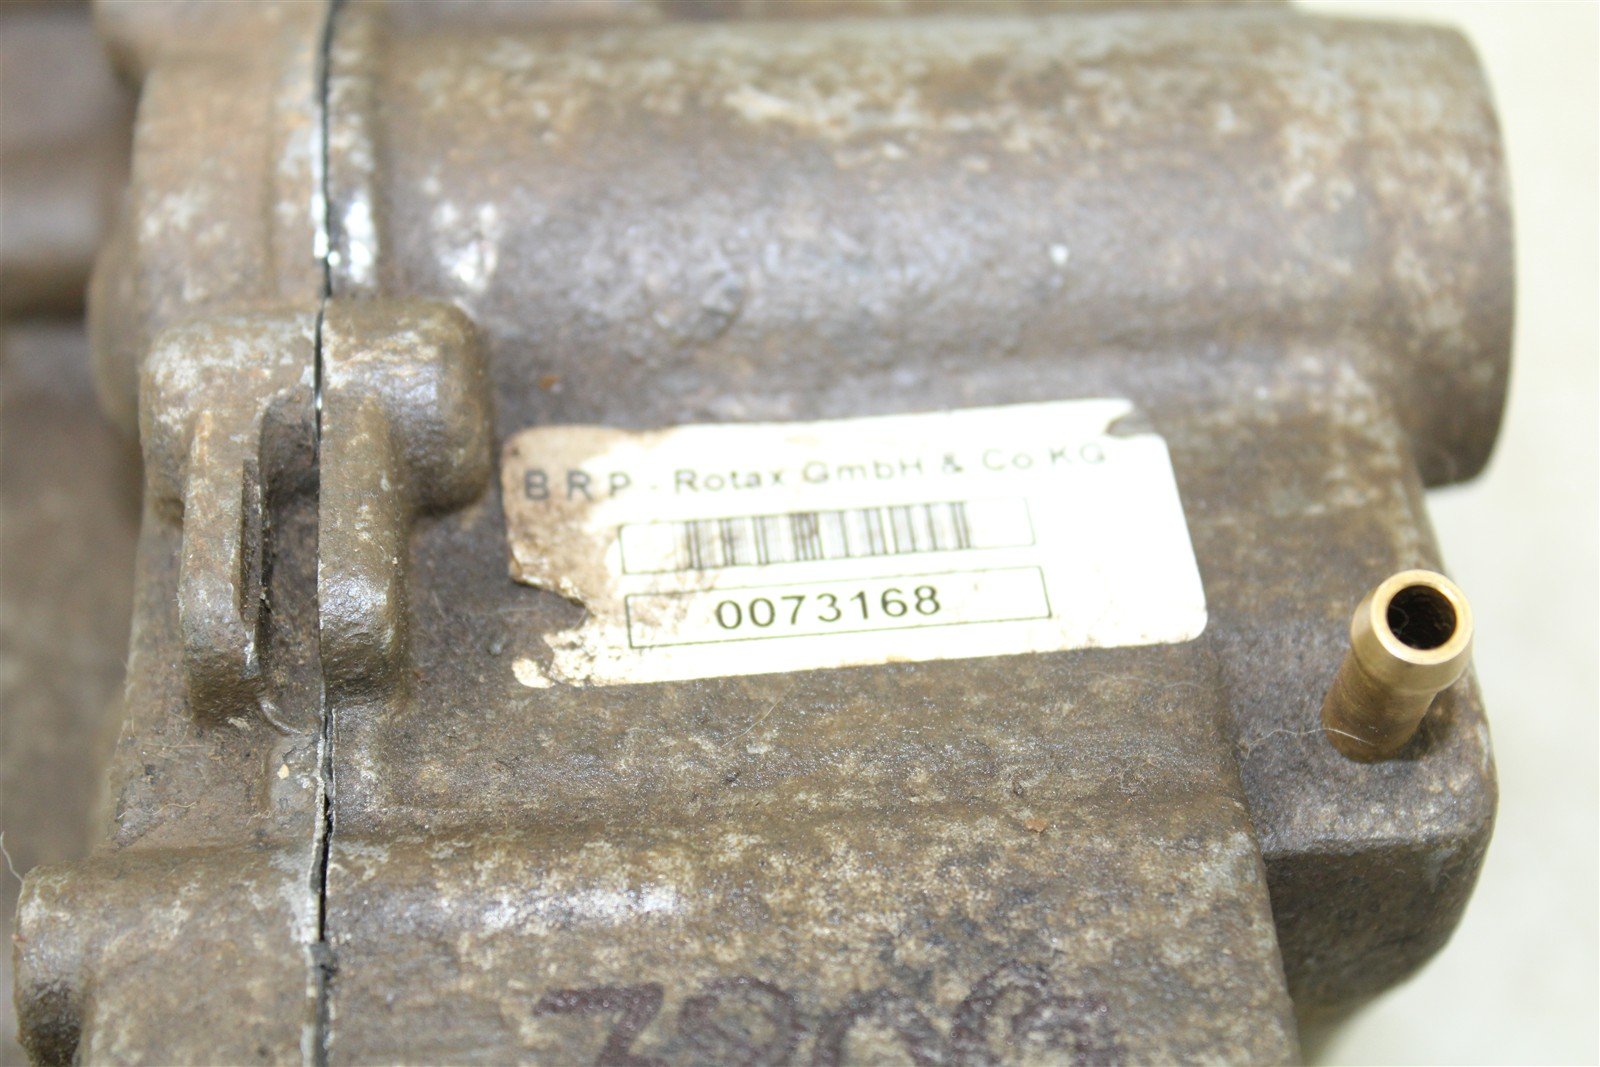 BRP - Rotax GmbH & Co KG
0073168